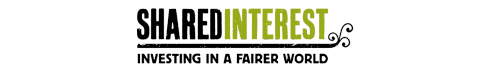 SHAREDINTEREST
INVESTING IN A FAIRER WORLD